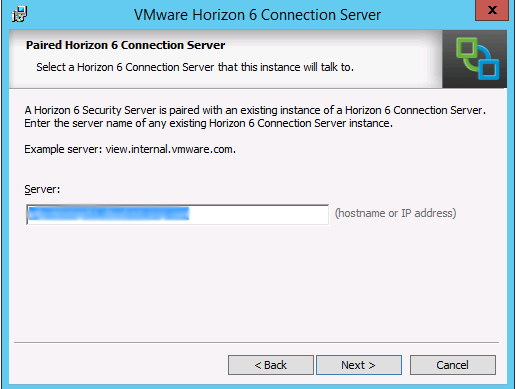 VMware Horizon 6 Connection Server
x
Paired Horizon 6 Connection Server
Select a Horizon 6 Connection Server that this instance will talk to.
A Horizon 6 Security Server is paired with an existing instance of a Horizon 6 Connection Server.
Enter the server name of any existing Horizon 6 Connection Server instance.
Example server: view.internal.vmware.com.
Server:
(hostname or IP address)
< Back Next > Cancel